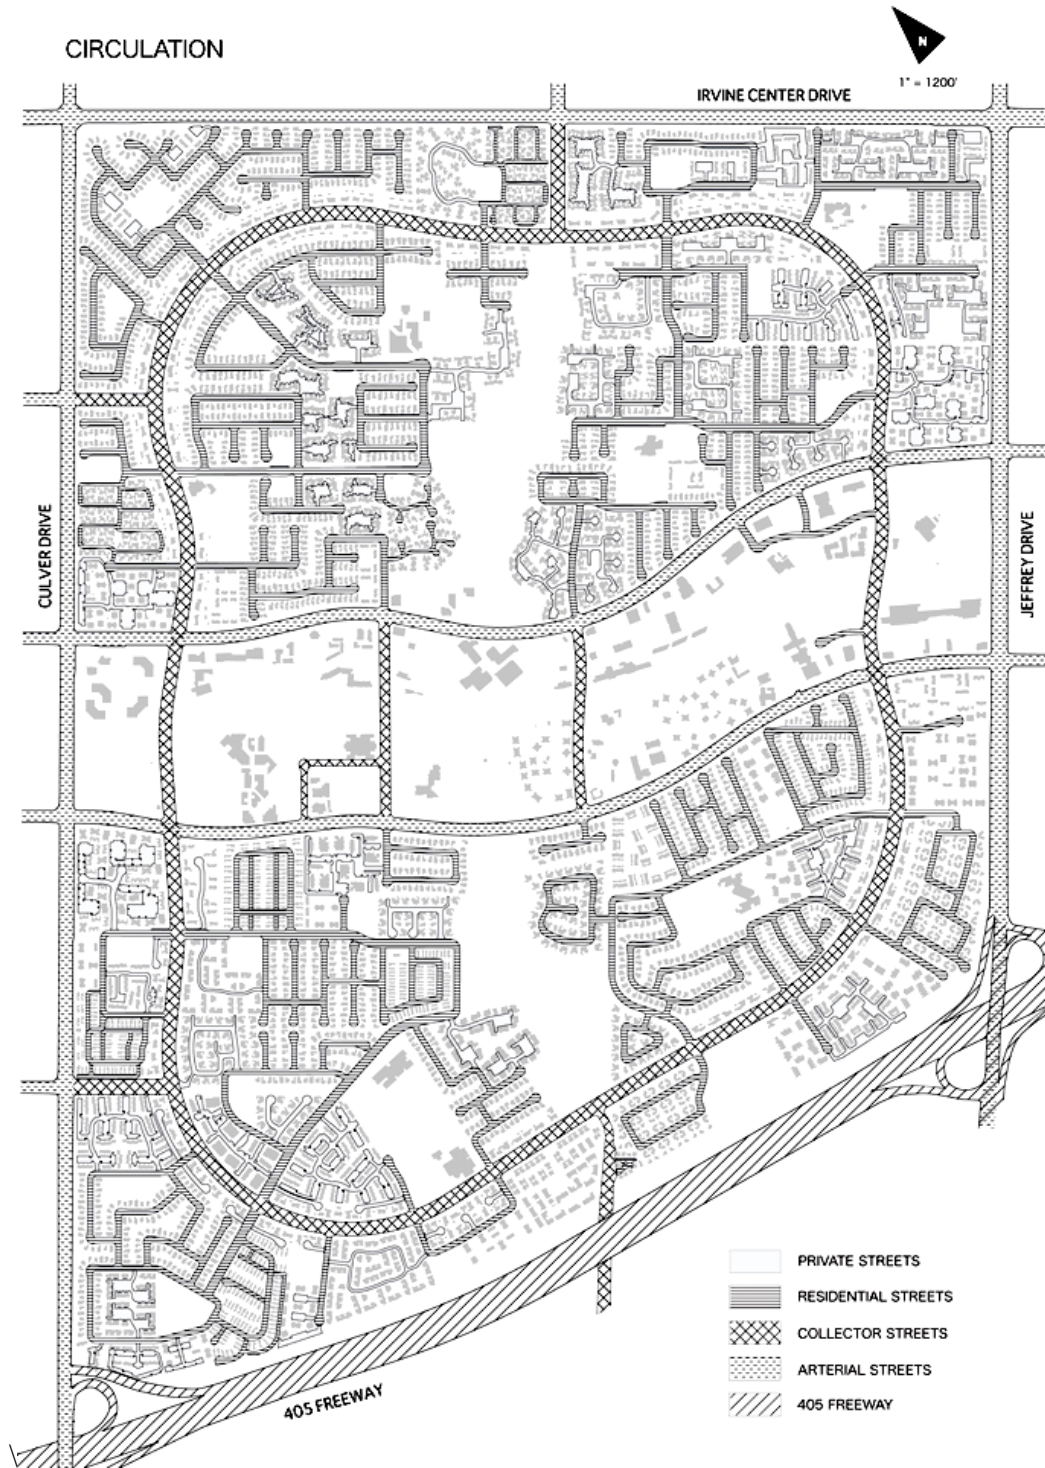 CIRCULATION
N
1" = 1200'
IRVINE CENTER DRIVE
CULVER DRIVE
JEFFREY DRIVE
405 FREEWAY
PRIVATE STREETS
RESIDENTIAL STREETS
COLLECTOR STREETS
ARTERIAL STREETS
405 FREEWAY